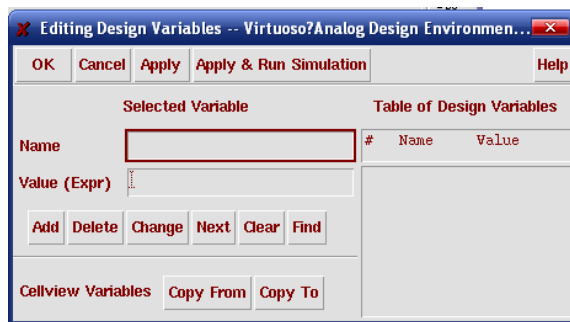 Editing Design Variables -- Virtuoso?Analog Design Environmen...
OK Cancel Apply Apply & Run Simulation Help
Selected Variable
Table of Design Variables
Name
# Name Value
Value (Expr)
Add Delete Change Next Clear Find
Cellview Variables Copy From Copy To